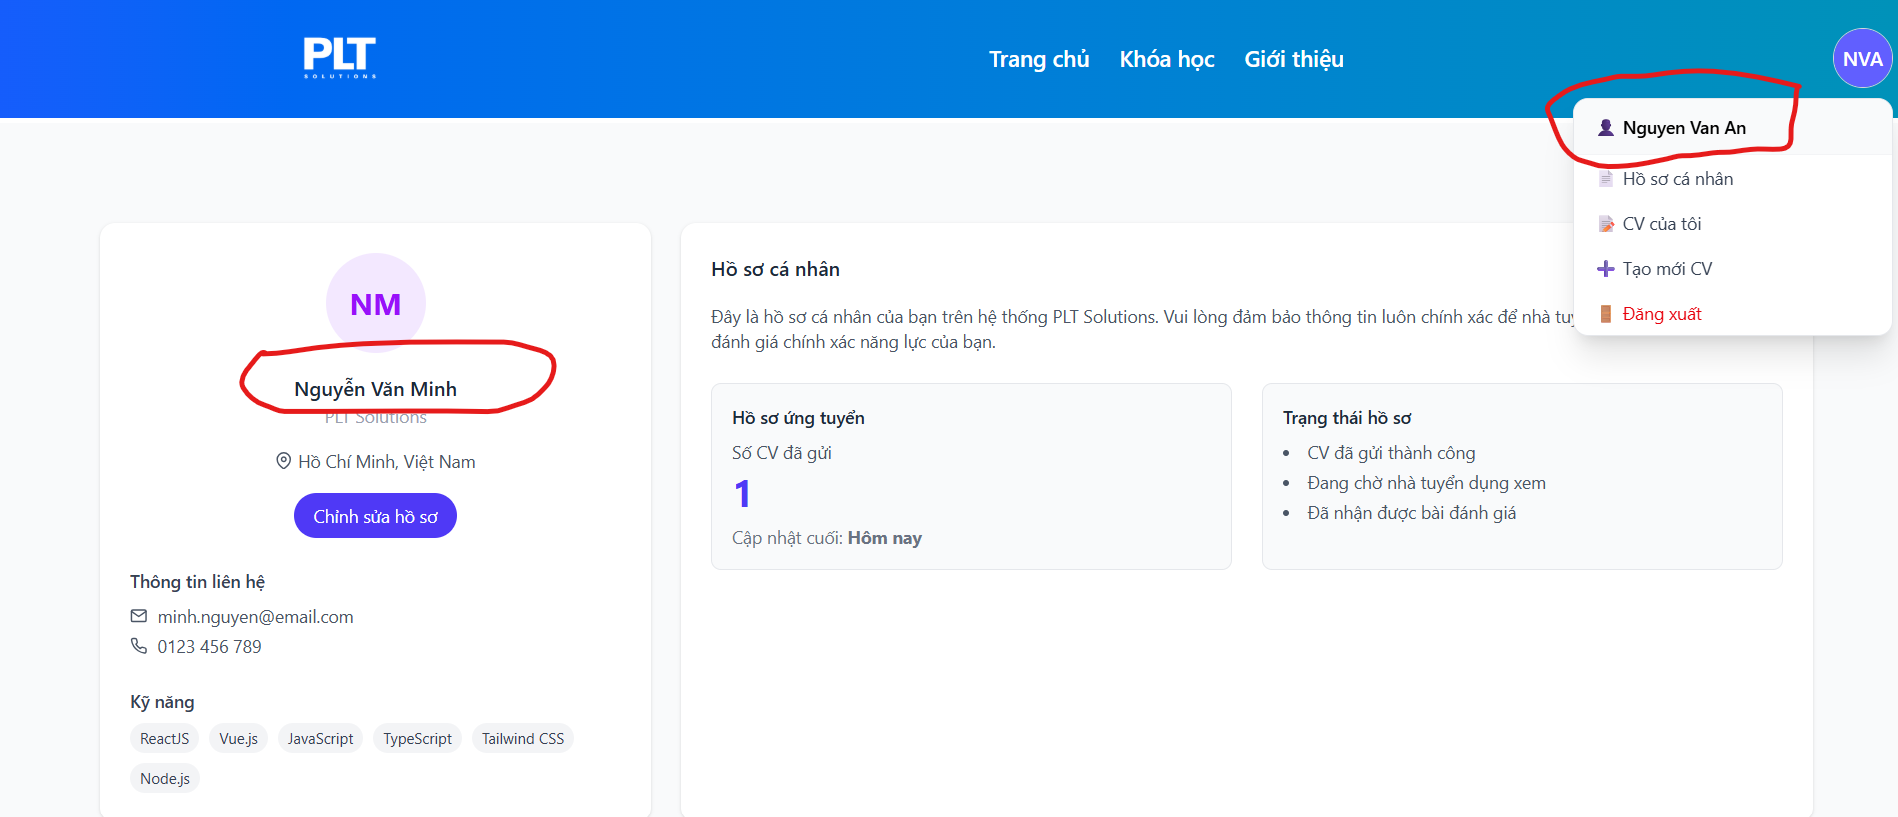 PLT
SOLUTIONS
Trang chủ
Khóa học
Giới thiệu
NVA
Nguyen Van An
Hồ sơ cá nhân
CV của tôi
Tạo mới CV
Đăng xuất
NM
Nguyễn Văn Minh
PLT Solutions
Hồ Chí Minh, Việt Nam
Chỉnh sửa hồ sơ
Thông tin liên hệ
minh.nguyen@email.com
0123 456 789
Kỹ năng
ReactJS
Vue.js
JavaScript
TypeScript
Tailwind CSS
Node.js
Hồ sơ cá nhân
Đây là hồ sơ cá nhân của bạn trên hệ thống PLT Solutions. Vui lòng đảm bảo thông tin luôn chính xác để nhà
đánh giá chính xác năng lực của bạn.
Hồ sơ ứng tuyển
Số CV đã gửi
1
Cập nhật cuối: Hôm nay
Trạng thái hồ sơ
• CV đã gửi thành công
• Đang chờ nhà tuyển dụng xem
• Đã nhận được bài đánh giá